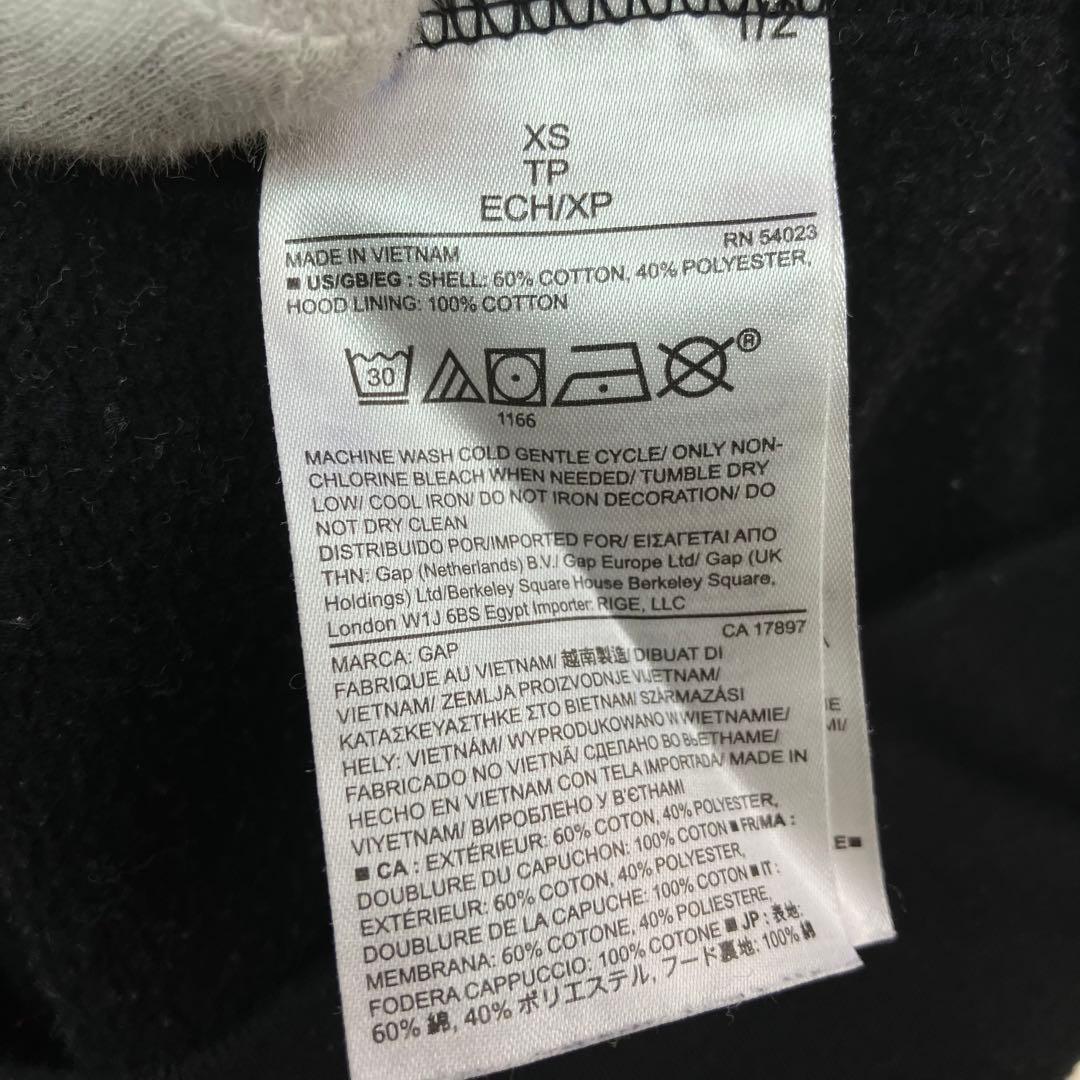 1/2
XS
TP
ECH/XP
RN 54023
MADE IN VIETNAM
■ US/GB/EG : SHELL: 60% COTTON, 40% POLYESTER,
HOOD LINING: 100% COTTON
30
®
1166
MACHINE WASH COLD GENTLE CYCLE/ ONLY NON-
CHLORINE BLEACH WHEN NEEDED/ TUMBLE DRY
LOW/ COOL IRON/ DO NOT IRON DECORATION/ DO
NOT DRY CLEAN
DISTRIBUIDO POR/IMPORTED FOR/ ΕΙΣΑΓΕΤΑΙ ΑΠΟ
THN: Gap (Netherlands) B.V./ Gap Europe Ltd/ Gap (UK
Holdings) Ltd/Berkeley Square House Berkeley Square,
London W1J 6BS Egypt Importer: RIGE, LLC
CA 17897
MARCA: GAP
FABRIQUE AU VIETNAM/ 越南製造/ DIBUAT DI
VIETNAM/ ZEMLJA PROIZVODNJE VIJETNAM/
ΚΑΤΑΣΚΕΥΑΣΤΗΚΕ ΣΤΟ ΒΙΕΤΝΑΜ/ SZÁRMAZÁSI
HELY: VIETNÁM/ WYPRODUKOWANO W WIETNAMIE/
FABRICADO NO VIETNÃ/ СДЕЛАНО ВО ВЬЕТНАМЕ/
HECHO EN VIETNAM CON TELA IMPORTADA/ MADE IN
VIYETNAM/ ВИРОБЛЕНО У В'ЄТНАМІ
■ CA : EXTÉRIEUR: 60% COTON, 40% POLYESTER,
DOUBLURE DU CAPUCHON: 100% COTON ■ FR/MA :
EXTÉRIEUR: 60% COTON, 40% POLYESTER,
DOUBLURE DE LA CAPUCHE: 100% COTON ■ IT :
MEMBRANA: 60% COTONE, 40% POLIESTERE,
FODERA CAPPUCCIO: 100% COTONE ■ JP : 表地:
60% 綿, 40% ポリエステル, フード裏地: 100% 綿